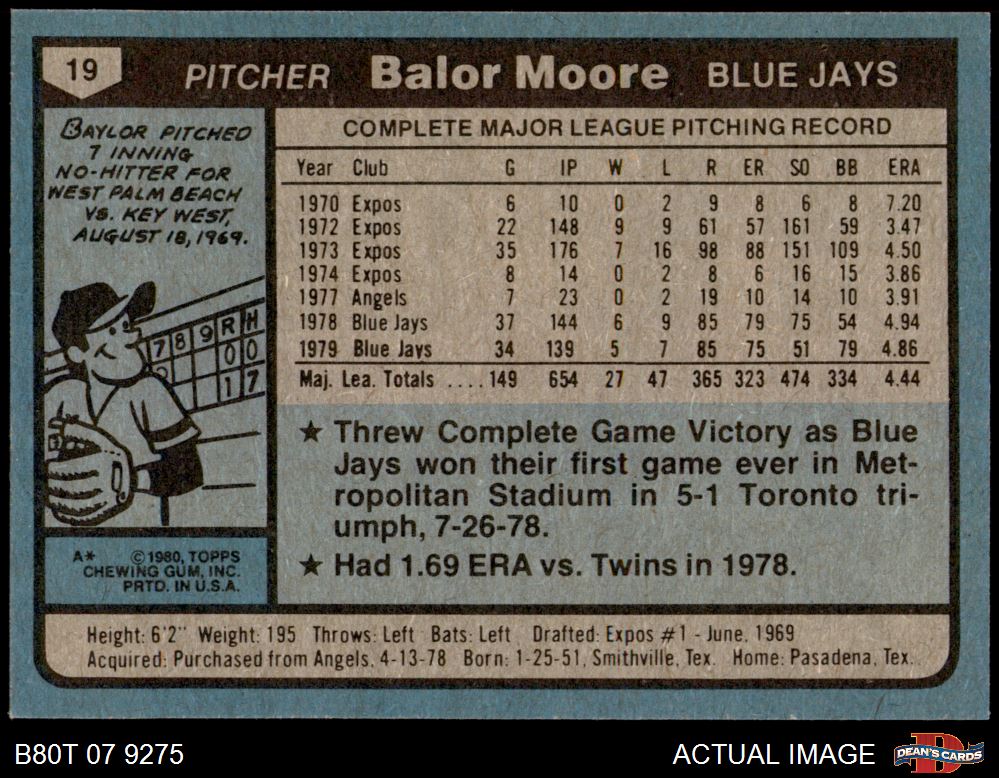 19 PITCHER Balor Moore BLUE JAYS
BAYLOR PITCHED
7 INNING
NO-HITTER FOR
WEST PALM BEACH
VS. KEY WEST,
AUGUST 18, 1969.
7 8 9 R H
0 0
1 7
A* © 1980, TOPPS
CHEWING GUM, INC.
PRTD. IN U.S.A.
COMPLETE MAJOR LEAGUE PITCHING RECORD
Year Club G IP W L R ER SO BB ERA
1970 Expos 6 10 0 2 9 8 6 8 7.20
1972 Expos 22 148 9 9 61 57 161 59 3.47
1973 Expos 35 176 7 16 98 88 151 109 4.50
1974 Expos 8 14 0 2 8 6 16 15 3.86
1977 Angels 7 23 0 2 19 10 14 10 3.91
1978 Blue Jays 37 144 6 9 85 79 75 54 4.94
1979 Blue Jays 34 139 5 7 85 75 51 79 4.86
Maj. Lea. Totals ....149 654 27 47 365 323 474 334 4.44
★ Threw Complete Game Victory as Blue
Jays won their first game ever in Met-
ropolitan Stadium in 5-1 Toronto tri-
umph, 7-26-78.
★ Had 1.69 ERA vs. Twins in 1978.
Height: 6'2" Weight: 195 Throws: Left Bats: Left Drafted: Expos #1 - June, 1969
Acquired: Purchased from Angels, 4-13-78 Born: 1-25-51, Smithville, Tex. Home: Pasadena, Tex.
B80T 07 9275 ACTUAL IMAGE DEAN'S CARDS